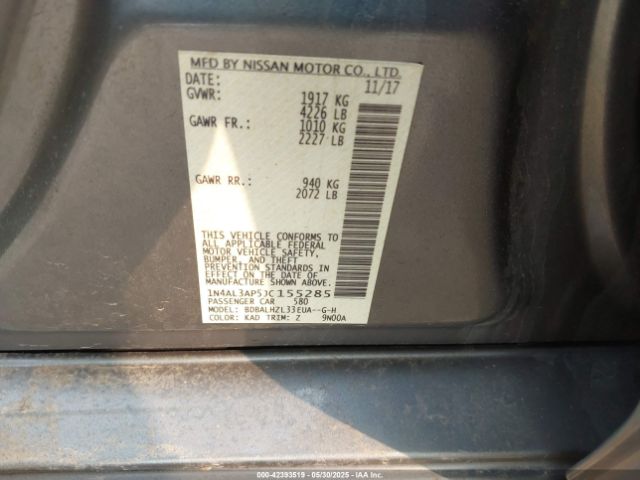 MFD BY NISSAN MOTOR CO., LTD.
DATE: 11/17
GVWR: 1917 KG
4226 LB
GAWR FR.: 1010 KG
2227 LB
GAWR RR.: 940 KG
2072 LB
THIS VEHICLE CONFORMS TO
ALL APPLICABLE FEDERAL
MOTOR VEHICLE SAFETY,
BUMPER, AND THEFT
PREVENTION STANDARDS IN
EFFECT ON THE DATE OF
MANUFACTURE SHOWN ABOVE.
1N4AL3AP5JC155285
PASSENGER CAR 580
MODEL: BDBALHZL33EUA--G-H
COLOR: KAD TRIM: Z 9N00A
000-42393519 - 05/30/2025 - IAAI.COM